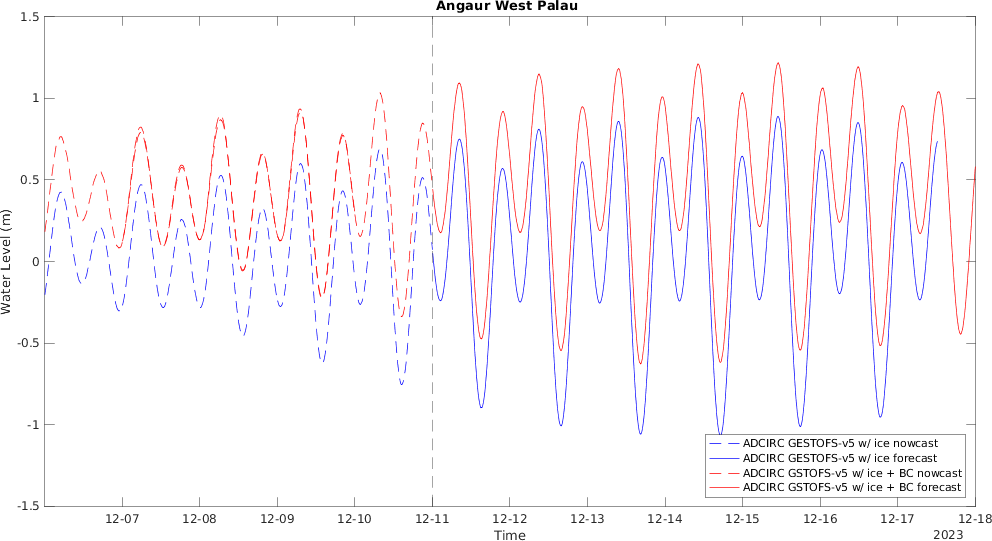 Angaur West Palau
1.5
1
0.5
0
-0.5
-1
-1.5
Water Level (m)
12-07 12-08 12-09 12-10 12-11 12-12 12-13 12-14 12-15 12-16 12-17 12-18
Time
2023
ADCIRC GESTOFS-v5 w/ ice nowcast
ADCIRC GESTOFS-v5 w/ ice forecast
ADCIRC GSTOFS-v5 w/ ice + BC nowcast
ADCIRC GSTOFS-v5 w/ ice + BC forecast